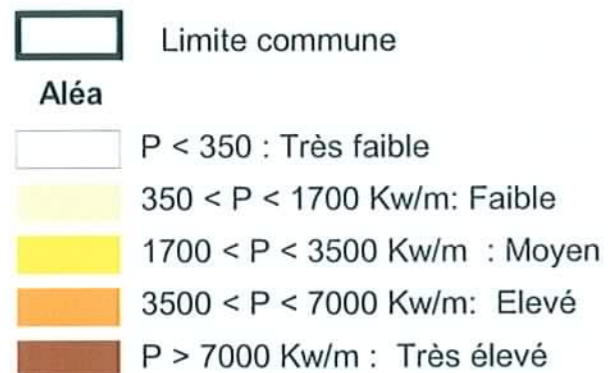 Limite commune
Aléa
P < 350 : Très faible
350 < P < 1700 Kw/m: Faible
1700 < P < 3500 Kw/m : Moyen
3500 < P < 7000 Kw/m: Elevé
P > 7000 Kw/m : Très élevé